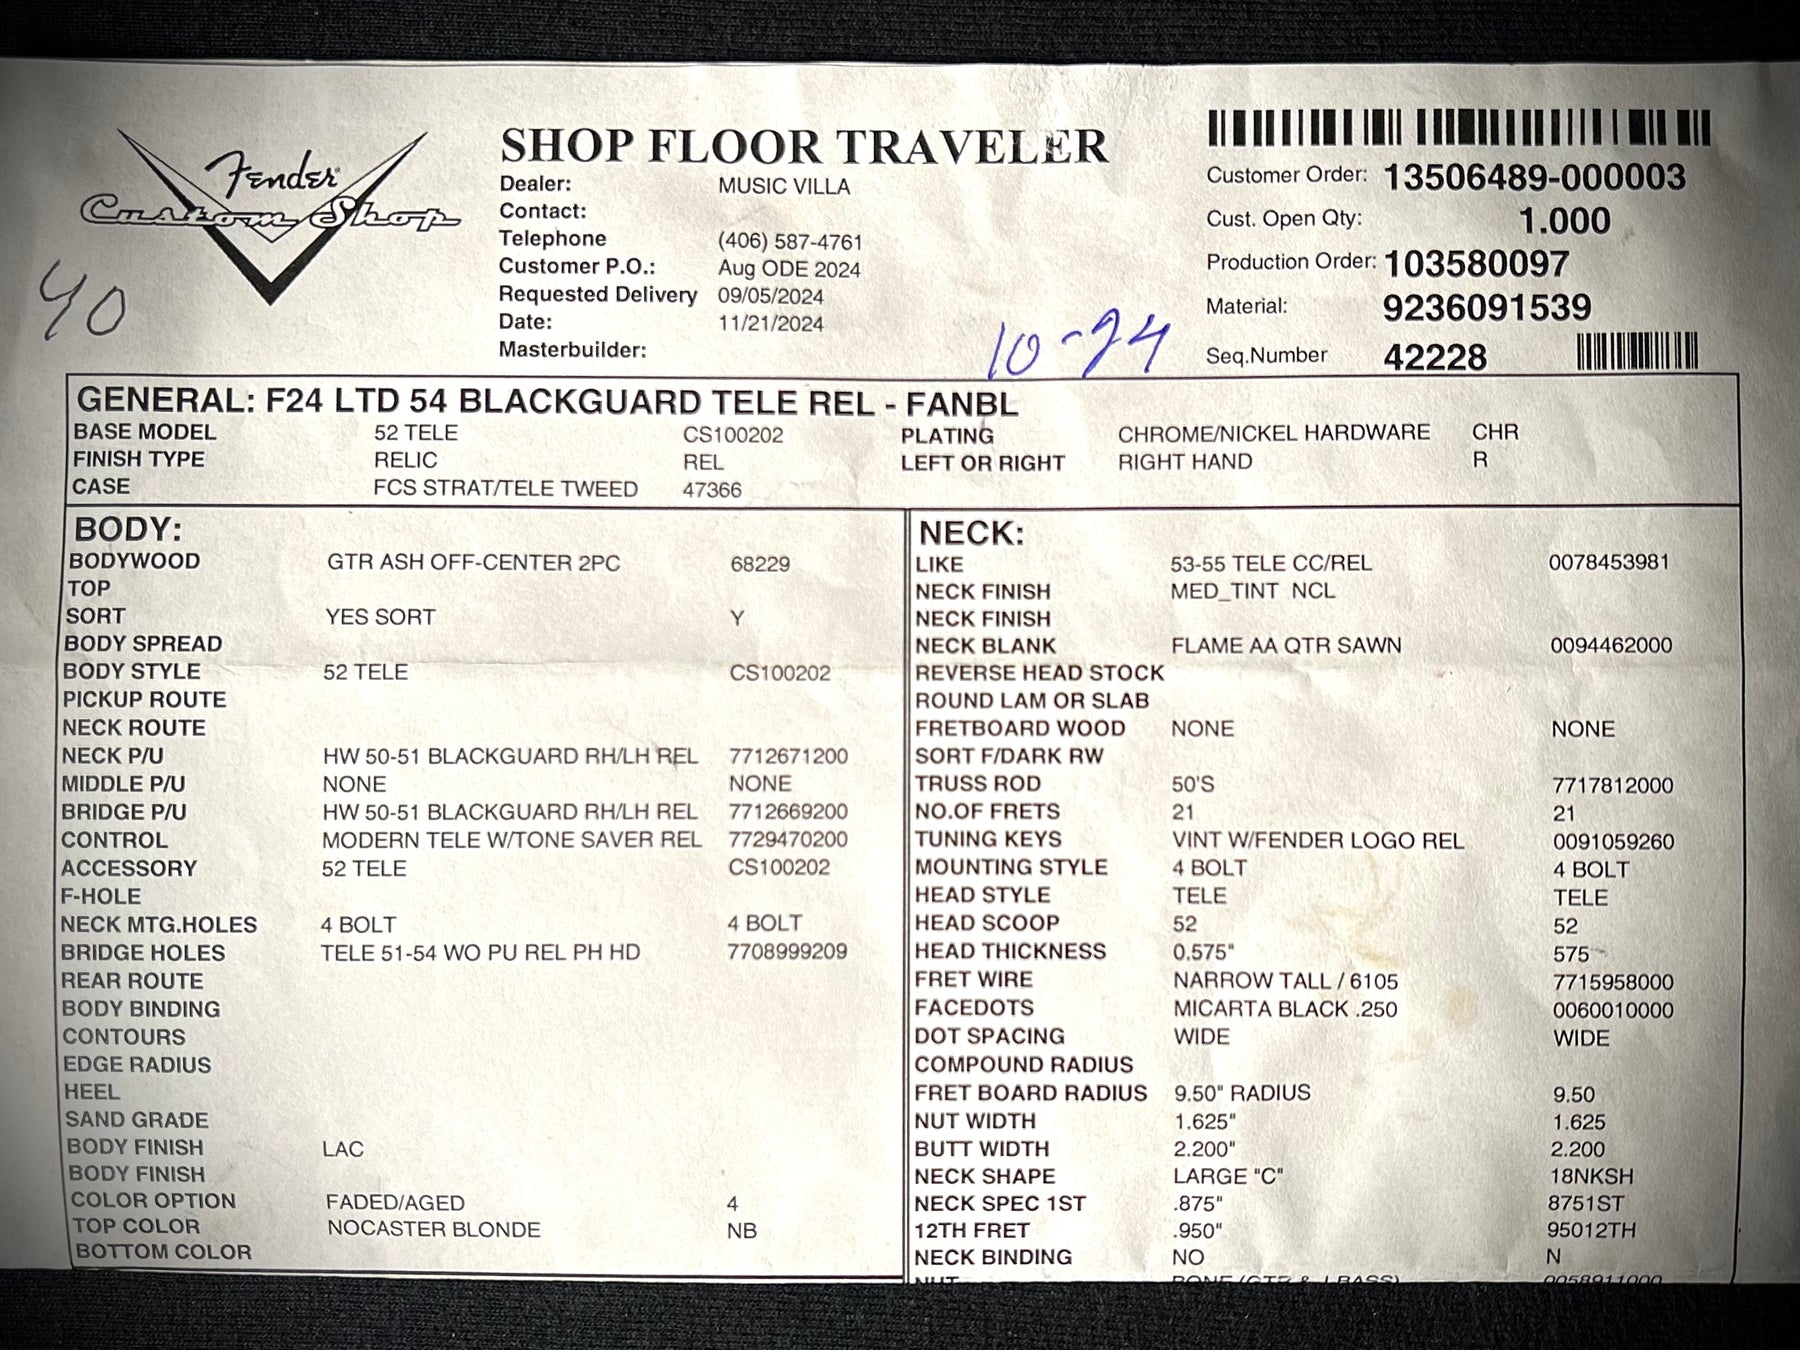 Fender
Custom Shop
40
SHOP FLOOR TRAVELER
Dealer: MUSIC VILLA
Contact:
Telephone (406) 587-4761
Customer P.O.: Aug ODE 2024
Requested Delivery 09/05/2024
Date: 11/21/2024
Masterbuilder:
10-24
Customer Order: 13506489-000003
Cust. Open Qty: 1.000
Production Order: 103580097
Material: 9236091539
Seq.Number 42228
GENERAL: F24 LTD 54 BLACKGUARD TELE REL - FANBL
BASE MODEL 52 TELE CS100202 PLATING CHROME/NICKEL HARDWARE CHR
FINISH TYPE RELIC REL LEFT OR RIGHT RIGHT HAND R
CASE FCS STRAT/TELE TWEED 47366
BODY:
BODYWOOD GTR ASH OFF-CENTER 2PC 68229
TOP
SORT YES SORT Y
BODY SPREAD
BODY STYLE 52 TELE CS100202
PICKUP ROUTE
NECK ROUTE
NECK P/U HW 50-51 BLACKGUARD RH/LH REL 7712671200
MIDDLE P/U NONE NONE
BRIDGE P/U HW 50-51 BLACKGUARD RH/LH REL 7712669200
CONTROL MODERN TELE W/TONE SAVER REL 7729470200
ACCESSORY 52 TELE CS100202
F-HOLE
NECK MTG.HOLES 4 BOLT 4 BOLT
BRIDGE HOLES TELE 51-54 WO PU REL PH HD 7708999209
REAR ROUTE
BODY BINDING
CONTOURS
EDGE RADIUS
HEEL
SAND GRADE
BODY FINISH LAC
BODY FINISH
COLOR OPTION FADED/AGED 4
TOP COLOR NOCASTER BLONDE NB
BOTTOM COLOR
NECK:
LIKE 53-55 TELE CC/REL 0078453981
NECK FINISH MED_TINT NCL
NECK FINISH
NECK BLANK FLAME AA QTR SAWN 0094462000
REVERSE HEAD STOCK
ROUND LAM OR SLAB
FRETBOARD WOOD NONE NONE
SORT F/DARK RW
TRUSS ROD 50'S 7717812000
NO.OF FRETS 21 21
TUNING KEYS VINT W/FENDER LOGO REL 0091059260
MOUNTING STYLE 4 BOLT 4 BOLT
HEAD STYLE TELE TELE
HEAD SCOOP 52 52
HEAD THICKNESS 0.575" 575
FRET WIRE NARROW TALL / 6105 7715958000
FACEDOTS MICARTA BLACK .250 0060010000
DOT SPACING WIDE WIDE
COMPOUND RADIUS
FRET BOARD RADIUS 9.50" RADIUS 9.50
NUT WIDTH 1.625" 1.625
BUTT WIDTH 2.200" 2.200
NECK SHAPE LARGE "C" 18NKSH
NECK SPEC 1ST .875" 8751ST
12TH FRET .950" 95012TH
NECK BINDING NO N
NUT BONE (GTR & J BASS) 0058911000